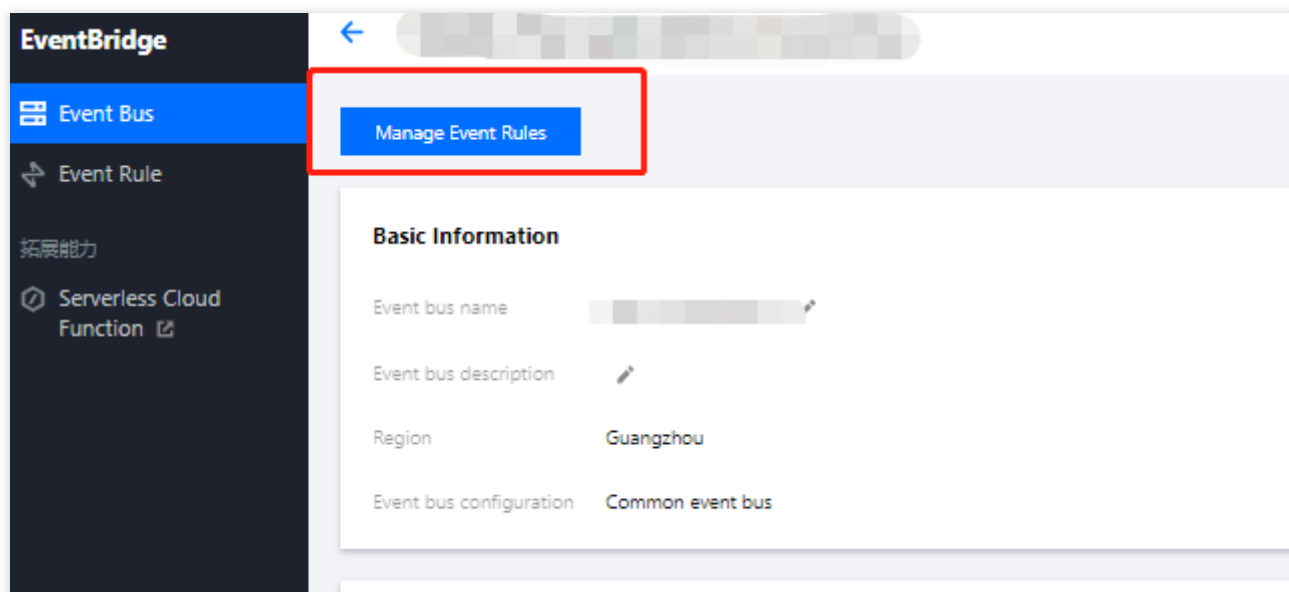 EventBridge
Event Bus
Event Rule
拓展能力
Serverless Cloud
Function
Manage Event Rules
Basic Information
Event bus name
Event bus description
Region Guangzhou
Event bus configuration Common event bus